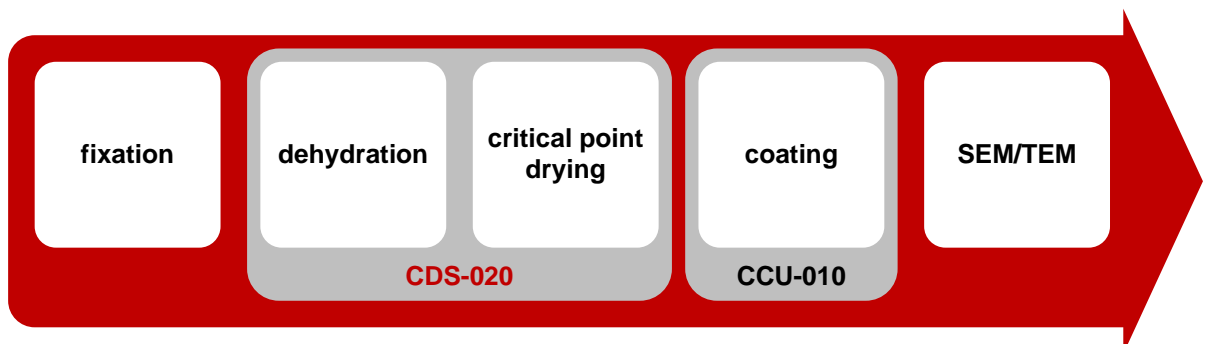 fixation
dehydration
critical point
drying
coating
SEM/TEM
CDS-020
CCU-010